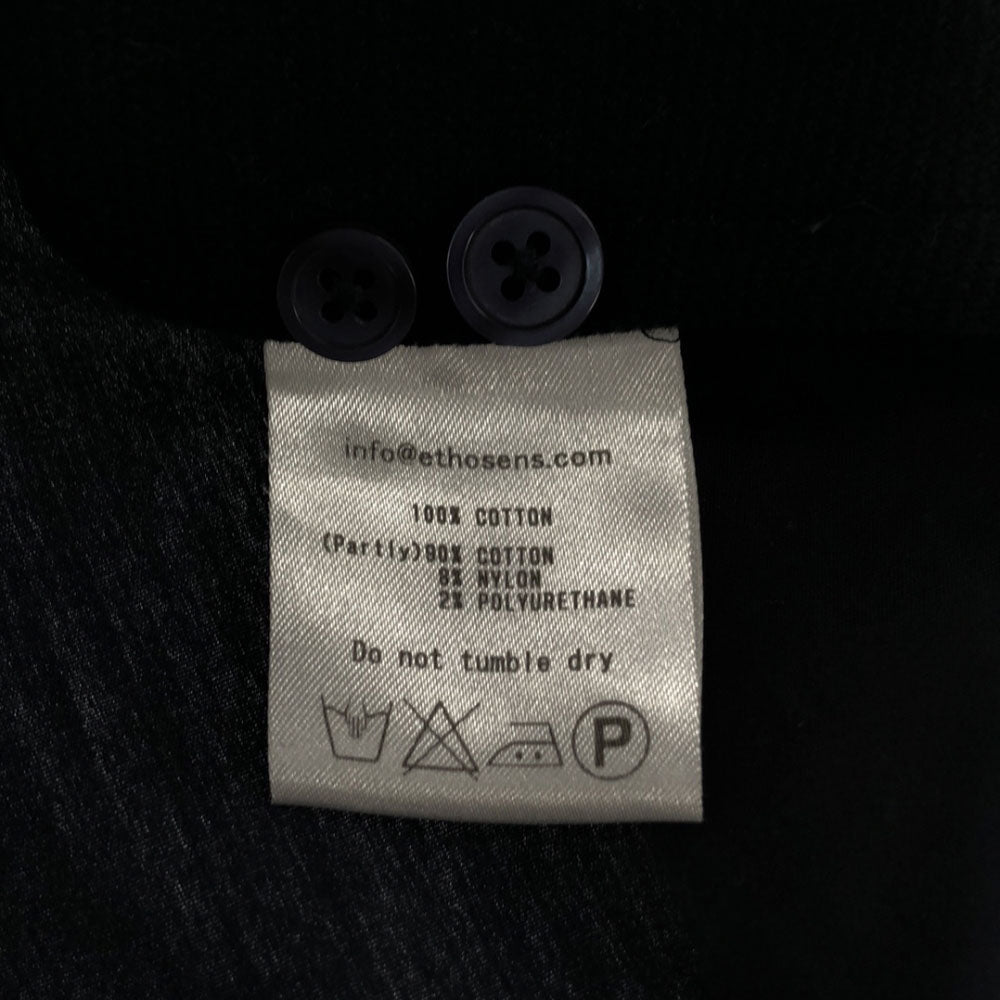 info@ethosens.com
100% COTTON
(Partly)90% COTTON
8% NYLON
2% POLYURETHANE
Do not tumble dry
P